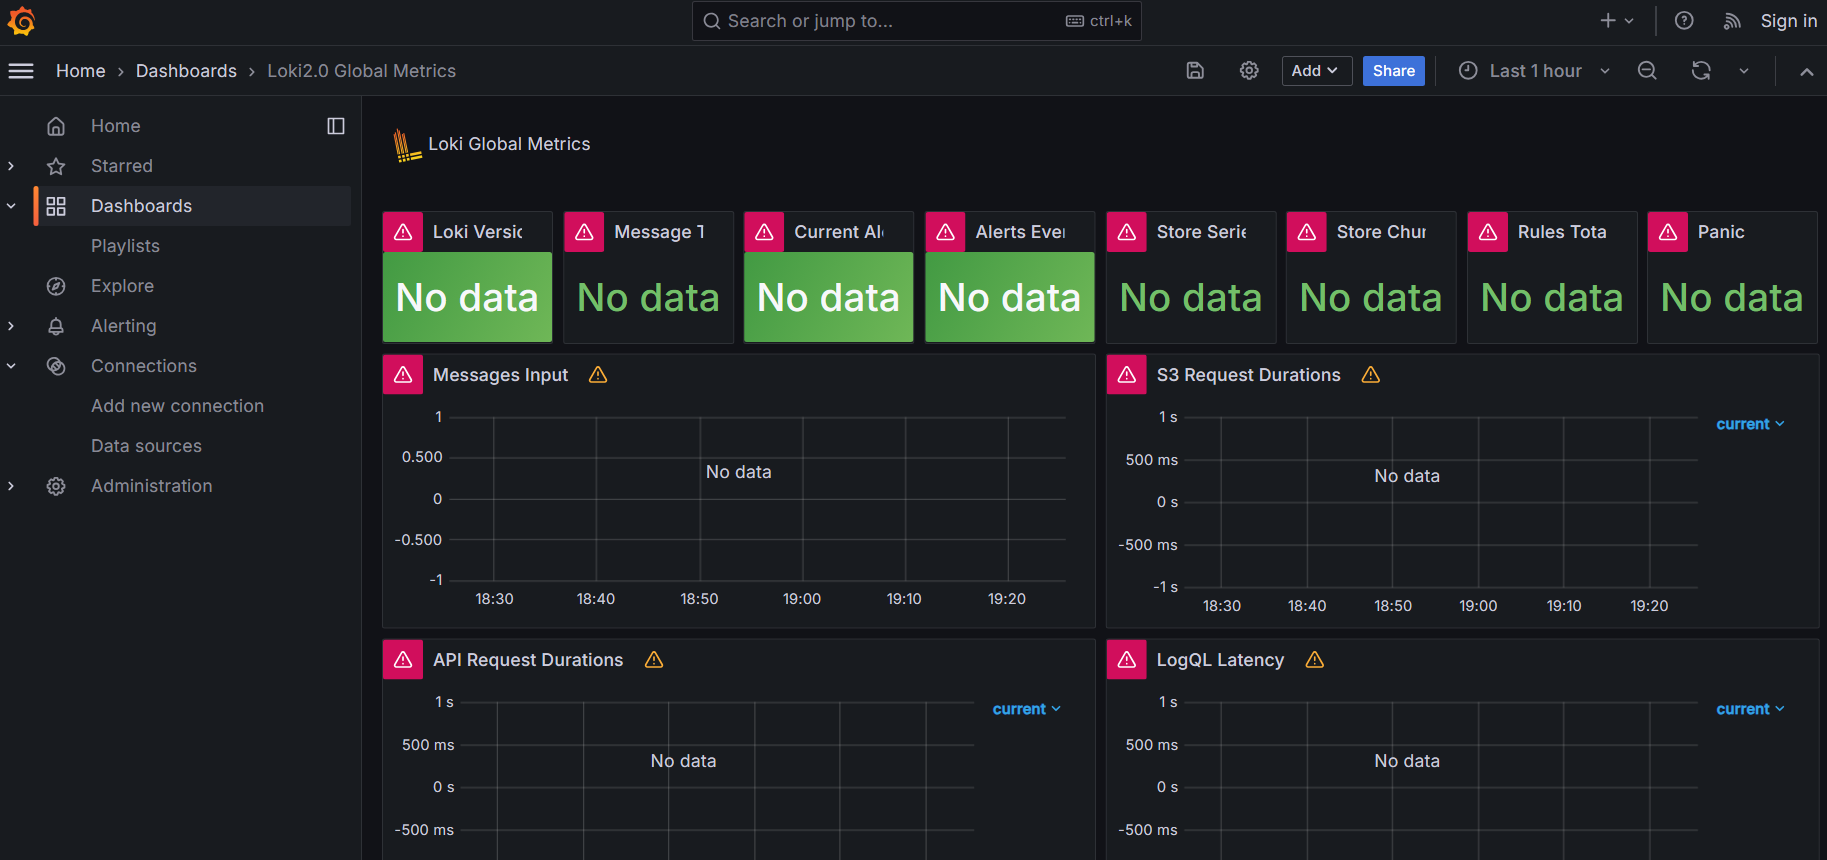 Search or jump to... ctrl+k Sign in
Home Dashboards Loki2.0 Global Metrics Add Share Last 1 hour
Home
Starred
Dashboards
Playlists
Explore
Alerting
Connections
Add new connection
Data sources
Administration
Loki Global Metrics
Loki Versic Message T Current Al Alerts Ever Store Serie Store Chur Rules Tota Panic
No data No data No data No data No data No data No data No data
Messages Input
1
0.500
No data
0
-0.500
-1
18:30 18:40 18:50 19:00 19:10 19:20
S3 Request Durations
1 s
current
500 ms
No data
0 s
-500 ms
-1 s
18:30 18:40 18:50 19:00 19:10 19:20
API Request Durations
1 s
current
500 ms
No data
0 s
-500 ms
LogQL Latency
1 s
current
500 ms
No data
0 s
-500 ms